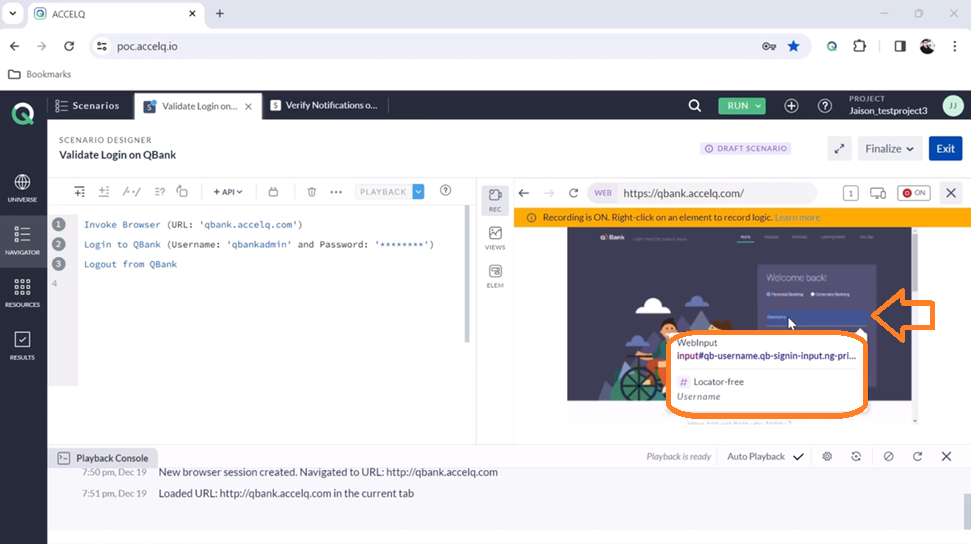 ACCELQ
poc.accelq.io
Bookmarks
Scenarios
Validate Login on...
Verify Notifications o...
RUN
PROJECT
Jaison_testproject3
JJ
SCENARIO DESIGNER
Validate Login on QBank
DRAFT SCENARIO
Finalize
Exit
UNIVERSE
NAVIGATOR
RESOURCES
RESULTS
+ API
PLAYBACK
REC
VIEWS
ELEM
WEB
https://qbank.accelq.com/
1
ON
Recording is ON. Right-click on an element to record logic. Learn more
1 Invoke Browser (URL: 'qbank.accelq.com')
2 Login to QBank (Username: 'qbankadmin' and Password: '********')
3 Logout from QBank
4
QBank
Welcome back!
Personal Banking
Corporate Banking
Username
WebInput
input#qb-username.qb-signin-input.ng-pri...
# Locator-free
Username
Playback Console
Playback is ready
Auto Playback
7:50 pm, Dec 19 New browser session created. Navigated to URL: http://qbank.accelq.com
7:51 pm, Dec 19 Loaded URL: http://qbank.accelq.com in the current tab